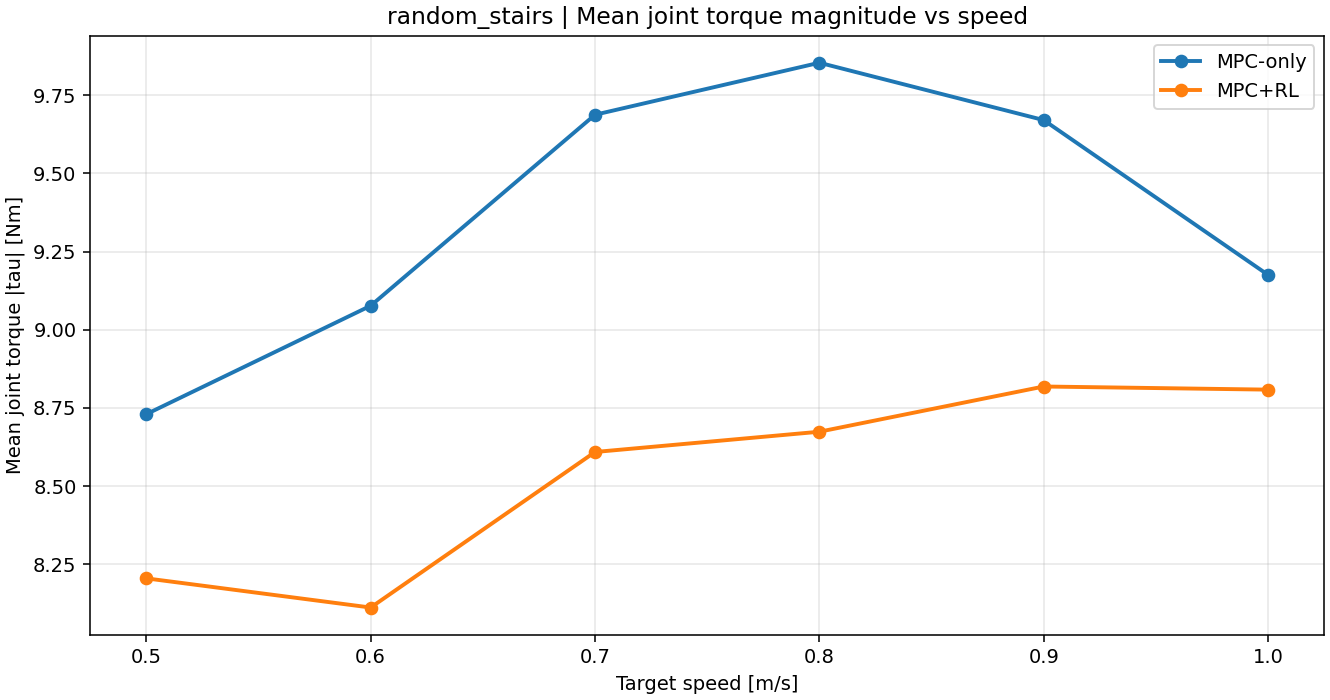 random_stairs | Mean joint torque magnitude vs speed
MPC-only
MPC+RL
Mean joint torque |tau| [Nm]
9.75
9.50
9.25
9.00
8.75
8.50
8.25
0.5 0.6 0.7 0.8 0.9 1.0
Target speed [m/s]